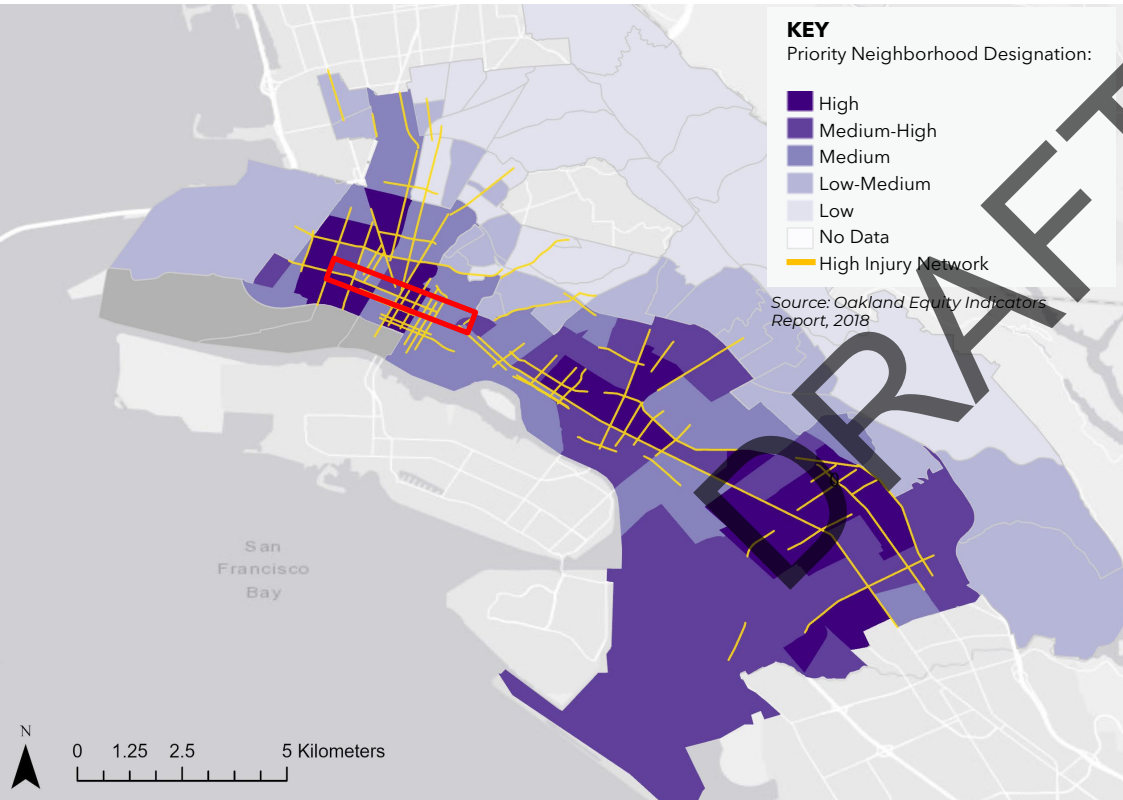 KEY
Priority Neighborhood Designation:
High
Medium-High
Medium
Low-Medium
Low
No Data
High Injury Network
Source: Oakland Equity Indicators
Report, 2018
DRAFT
San
Francisco
Bay
N
0 1.25 2.5 5 Kilometers